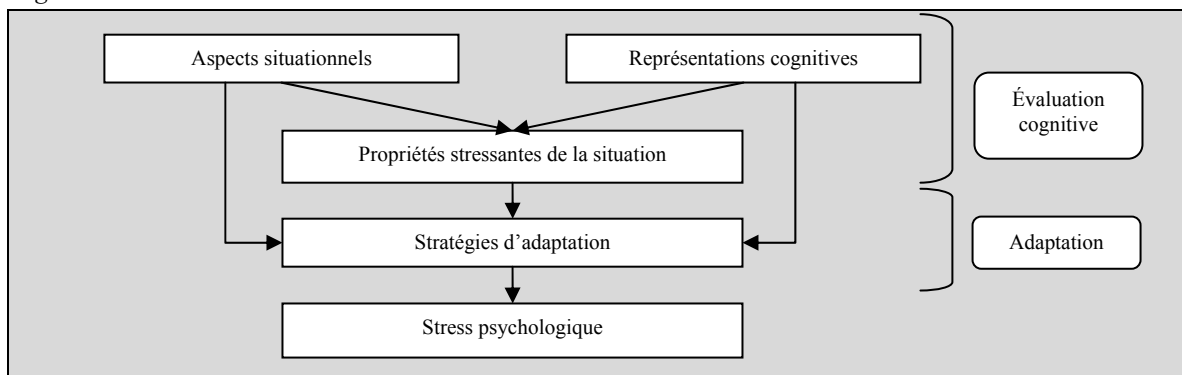 Aspects situationnels
Représentations cognitives
Évaluation
cognitive
Propriétés stressantes de la situation
Stratégies d’adaptation
Adaptation
Stress psychologique